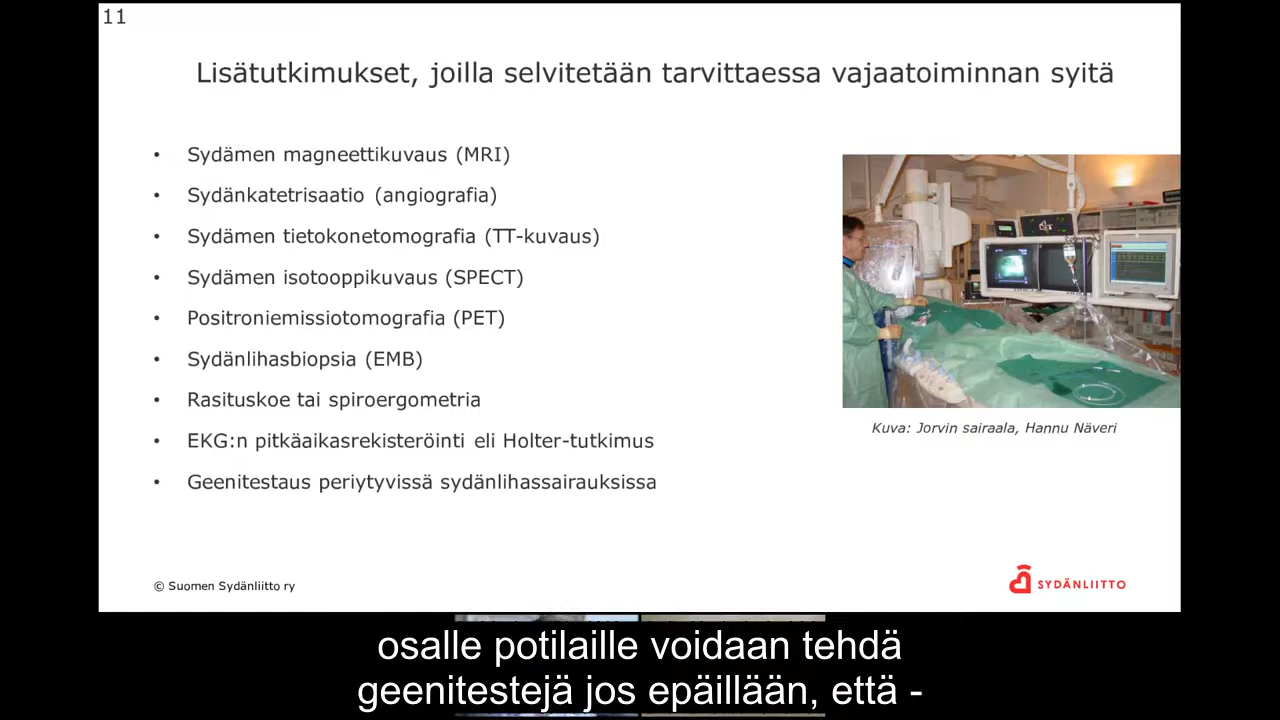 11
Lisätutkimukset, joilla selvitetään tarvittaessa vajaatoiminnan syitä
• Sydämen magneettikuvaus (MRI)
• Sydänkatetrisaatio (angiografia)
• Sydämen tietokonetomografia (TT-kuvaus)
• Sydämen isotooppikuvaus (SPECT)
• Positroniemissiotomografia (PET)
• Sydänlihasbiopsia (EMB)
• Rasituskoe tai spiroergometria
• EKG:n pitkäaikasrekisteröinti eli Holter-tutkimus
• Geenitestaus periytyvissä sydänlihassairauksissa
Kuva: Jorvin sairaala, Hannu Näveri
© Suomen Sydänliitto ry
SYDÄNLIITTO
osalle potilaille voidaan tehdä
geenitestejä jos epäillään, että -